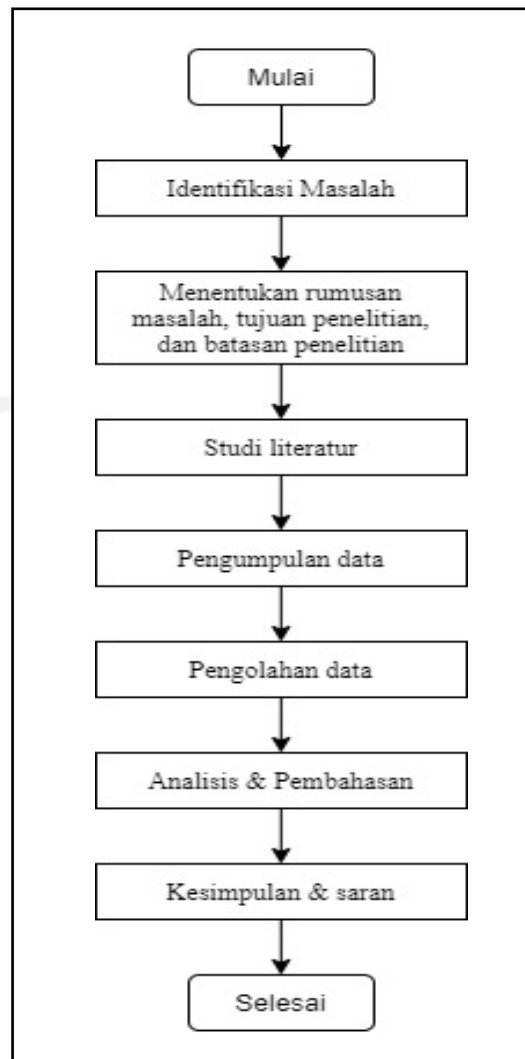 Mulai
Identifikasi Masalah
Menentukan rumusan
masalah, tujuan penelitian,
dan batasan penelitian
Studi literatur
Pengumpulan data
Pengolahan data
Analisis & Pembahasan
Kesimpulan & saran
Selesai